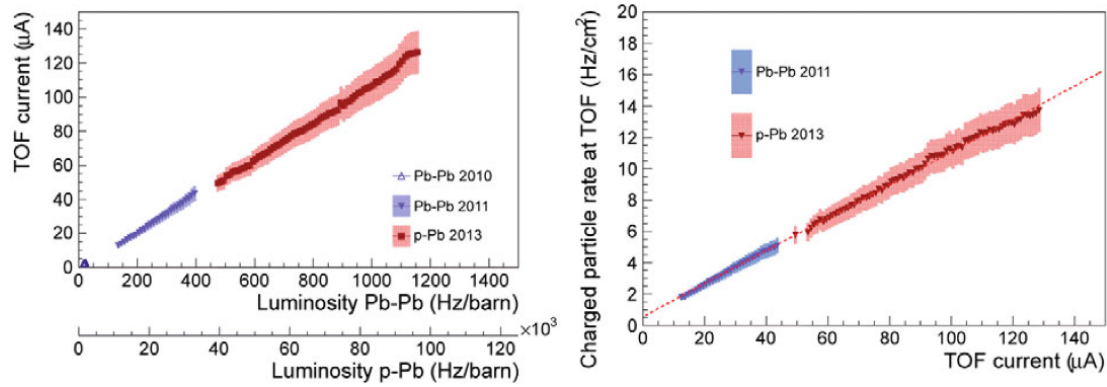 TOF current (μA)
140
120
100
80
60
40
20
0
Pb-Pb 2010
Pb-Pb 2011
p-Pb 2013
0 200 400 600 800 1000 1200 1400
Luminosity Pb-Pb (Hz/barn)
0 20 40 60 80 100 120 ×10³
Luminosity p-Pb (Hz/barn)
Charged particle rate at TOF (Hz/cm²)
20
18
16
14
12
10
8
6
4
2
0
Pb-Pb 2011
p-Pb 2013
0 20 40 60 80 100 120 140
TOF current (μA)